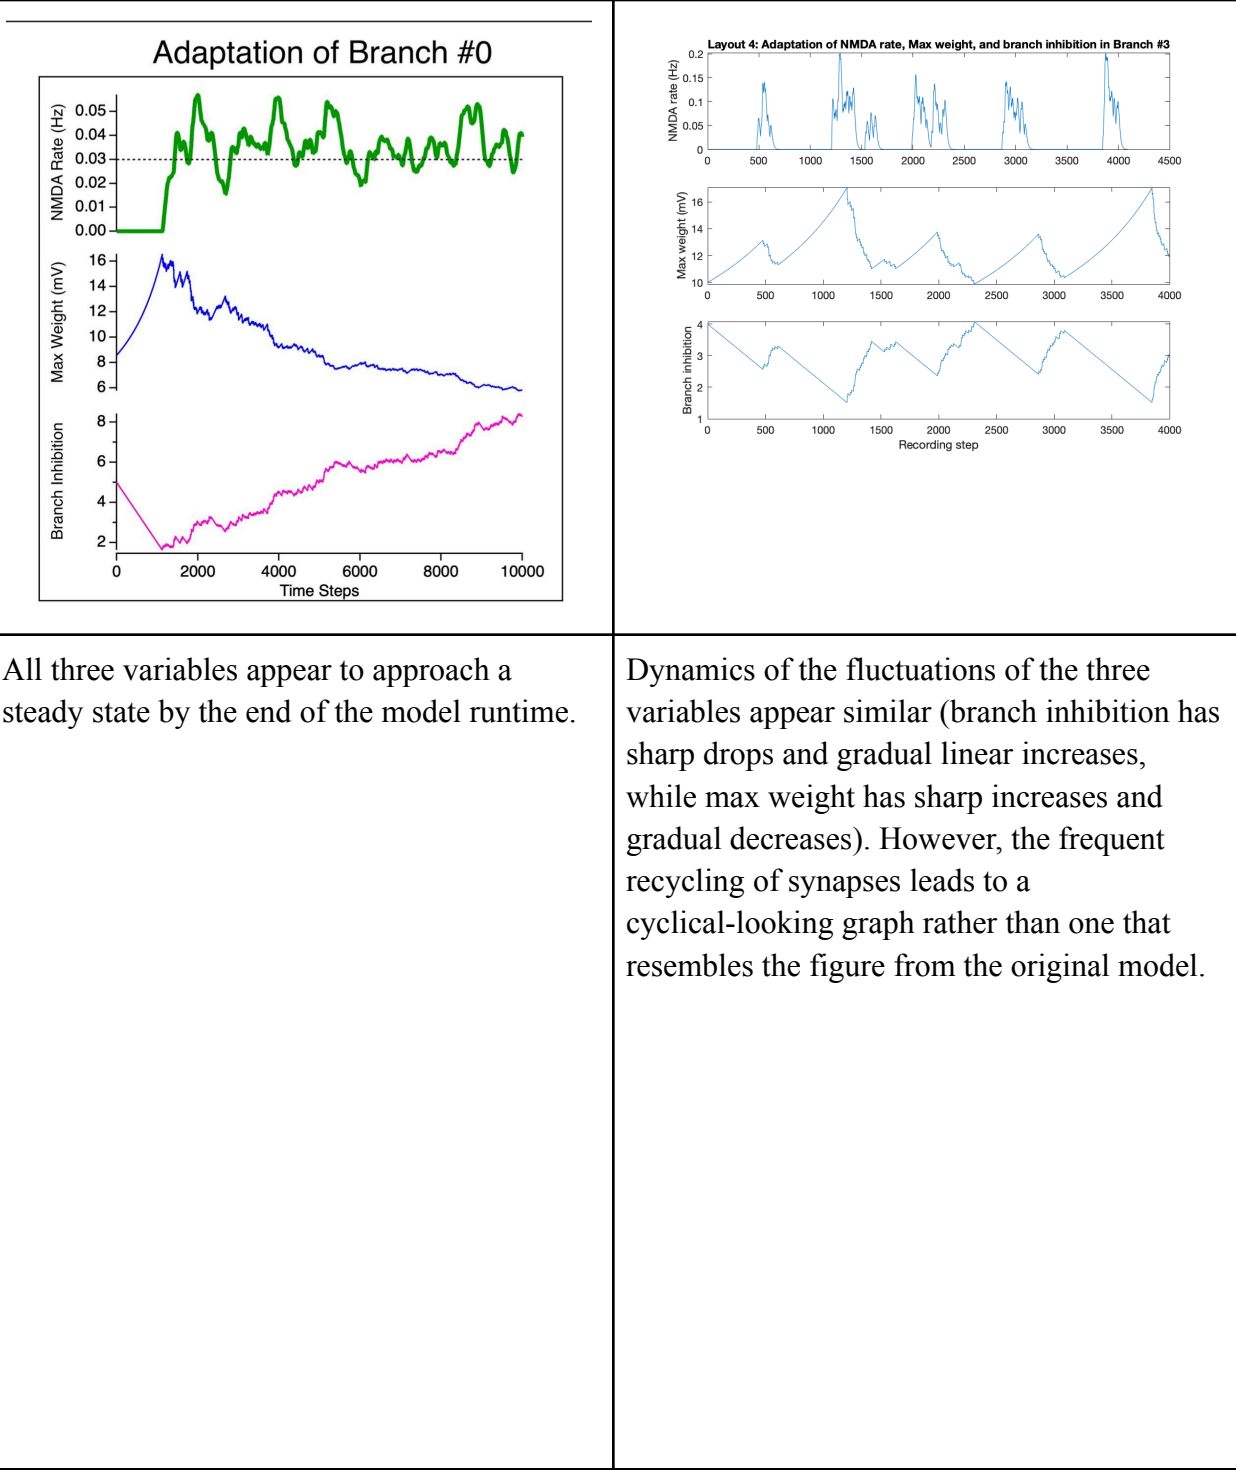 Adaptation of Branch #0
NMDA Rate (Hz)
0.05
0.04
0.03
0.02
0.01
0.00
Max Weight (mV)
16
14
12
10
8
6
Branch Inhibition
8
6
4
2
0 2000 4000 6000 8000 10000
Time Steps
Layout 4: Adaptation of NMDA rate, Max weight, and branch inhibition in Branch #3
NMDA rate (Hz)
0.2
0.15
0.1
0.05
0
0 500 1000 1500 2000 2500 3000 3500 4000 4500
Max weight (mV)
16
14
12
10
0 500 1000 1500 2000 2500 3000 3500 4000
Branch inhibition
4
3
2
1
0 500 1000 1500 2000 2500 3000 3500 4000
Recording step
All three variables appear to approach a
steady state by the end of the model runtime.
Dynamics of the fluctuations of the three
variables appear similar (branch inhibition has
sharp drops and gradual linear increases,
while max weight has sharp increases and
gradual decreases). However, the frequent
recycling of synapses leads to a
cyclical-looking graph rather than one that
resembles the figure from the original model.